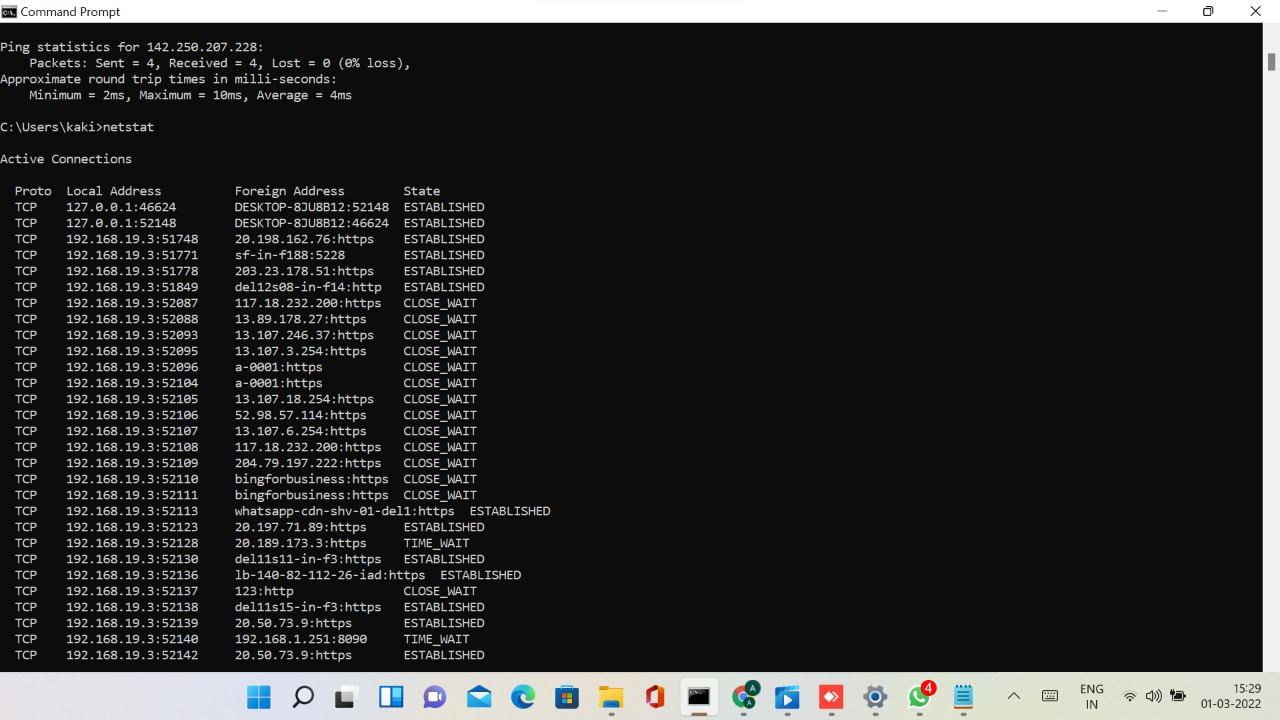 Command Prompt
Ping statistics for 142.250.207.228:
    Packets: Sent = 4, Received = 4, Lost = 0 (0% loss),
Approximate round trip times in milli-seconds:
    Minimum = 2ms, Maximum = 10ms, Average = 4ms
C:\Users\kaki>netstat
Active Connections
  Proto  Local Address          Foreign Address        State
  TCP    127.0.0.1:46624        DESKTOP-8JU8B12:52148  ESTABLISHED
  TCP    127.0.0.1:52148        DESKTOP-8JU8B12:46624  ESTABLISHED
  TCP    192.168.19.3:51748     20.198.162.76:https    ESTABLISHED
  TCP    192.168.19.3:51771     sf-in-f188:5228        ESTABLISHED
  TCP    192.168.19.3:51778     203.23.178.51:https    ESTABLISHED
  TCP    192.168.19.3:51849     del12s08-in-f14:http   ESTABLISHED
  TCP    192.168.19.3:52087     117.18.232.200:https   CLOSE_WAIT
  TCP    192.168.19.3:52088     13.89.178.27:https     CLOSE_WAIT
  TCP    192.168.19.3:52093     13.107.246.37:https    CLOSE_WAIT
  TCP    192.168.19.3:52095     13.107.3.254:https     CLOSE_WAIT
  TCP    192.168.19.3:52096     a-0001:https           CLOSE_WAIT
  TCP    192.168.19.3:52104     a-0001:https           CLOSE_WAIT
  TCP    192.168.19.3:52105     13.107.18.254:https    CLOSE_WAIT
  TCP    192.168.19.3:52106     52.98.57.114:https     CLOSE_WAIT
  TCP    192.168.19.3:52107     13.107.6.254:https     CLOSE_WAIT
  TCP    192.168.19.3:52108     117.18.232.200:https   CLOSE_WAIT
  TCP    192.168.19.3:52109     204.79.197.222:https   CLOSE_WAIT
  TCP    192.168.19.3:52110     bingforbusiness:https  CLOSE_WAIT
  TCP    192.168.19.3:52111     bingforbusiness:https  CLOSE_WAIT
  TCP    192.168.19.3:52113     whatsapp-cdn-shv-01-del1:https  ESTABLISHED
  TCP    192.168.19.3:52123     20.197.71.89:https     ESTABLISHED
  TCP    192.168.19.3:52128     20.189.173.3:https     TIME_WAIT
  TCP    192.168.19.3:52130     del11s11-in-f3:https   ESTABLISHED
  TCP    192.168.19.3:52136     lb-140-82-112-26-iad:https  ESTABLISHED
  TCP    192.168.19.3:52137     123:http               CLOSE_WAIT
  TCP    192.168.19.3:52138     del11s15-in-f3:https   ESTABLISHED
  TCP    192.168.19.3:52139     20.50.73.9:https       ESTABLISHED
  TCP    192.168.19.3:52140     192.168.1.251:8090     TIME_WAIT
  TCP    192.168.19.3:52142     20.50.73.9:https       ESTABLISHED
A
A
4
ENG
IN
15:29
01-03-2022